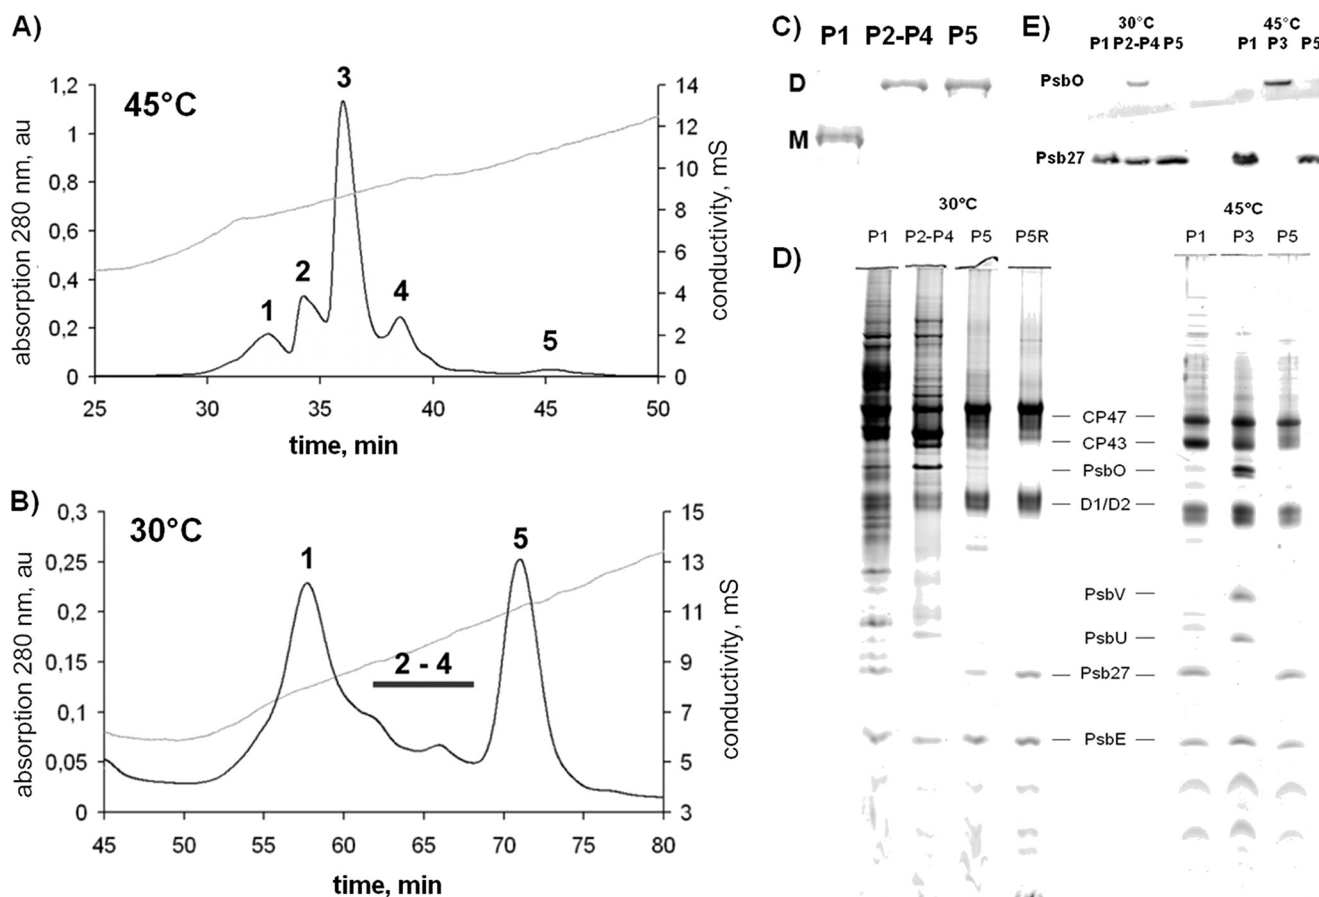 A)
45°C
absorption 280 nm, au
1,2
1
0,8
0,6
0,4
0,2
0
1
2
3
4
5
14
12
10
8
6
4
2
0
conductivity, mS
25 30 35 40 45 50
time, min
B)
30°C
absorption 280 nm, au
0,3
0,25
0,2
0,15
0,1
0,05
0
1
2 - 4
5
15
13
11
9
7
5
3
conductivity, mS
45 50 55 60 65 70 75 80
time, min
C)
P1 P2-P4 P5
D
M
E)
30°C 45°C
P1 P2-P4 P5 P1 P3 P5
PsbO
Psb27
D)
30°C 45°C
P1 P2-P4 P5 P5R P1 P3 P5
CP47
CP43
PsbO
D1/D2
PsbV
PsbU
Psb27
PsbE